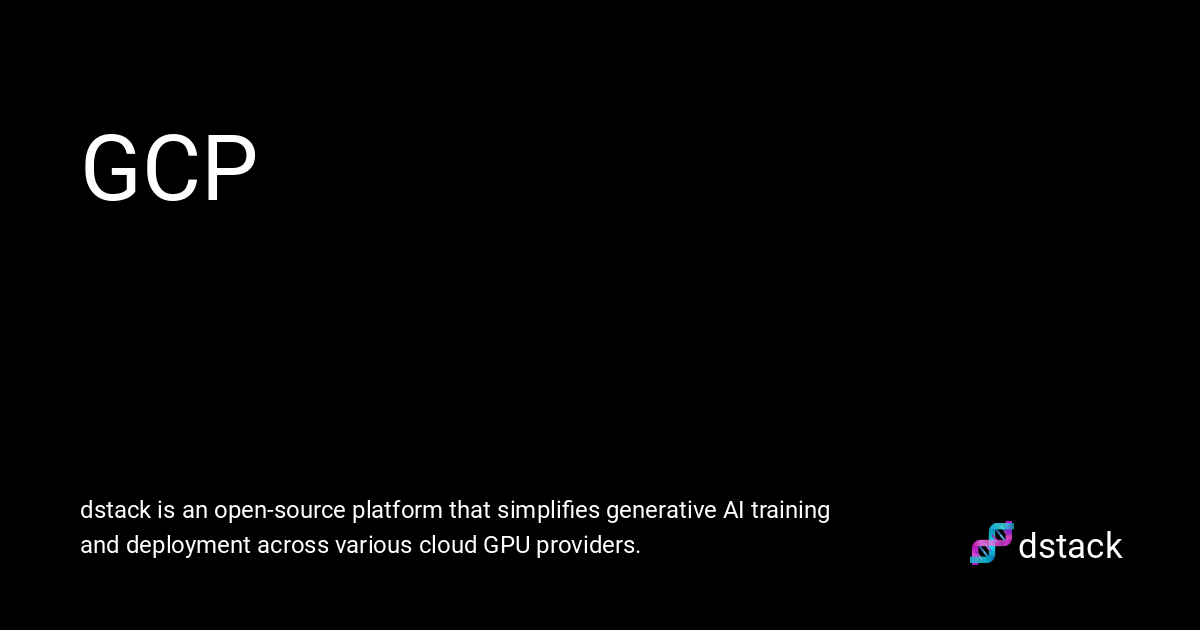 GCP
dstack is an open-source platform that simplifies generative AI training
and deployment across various cloud GPU providers.
dstack